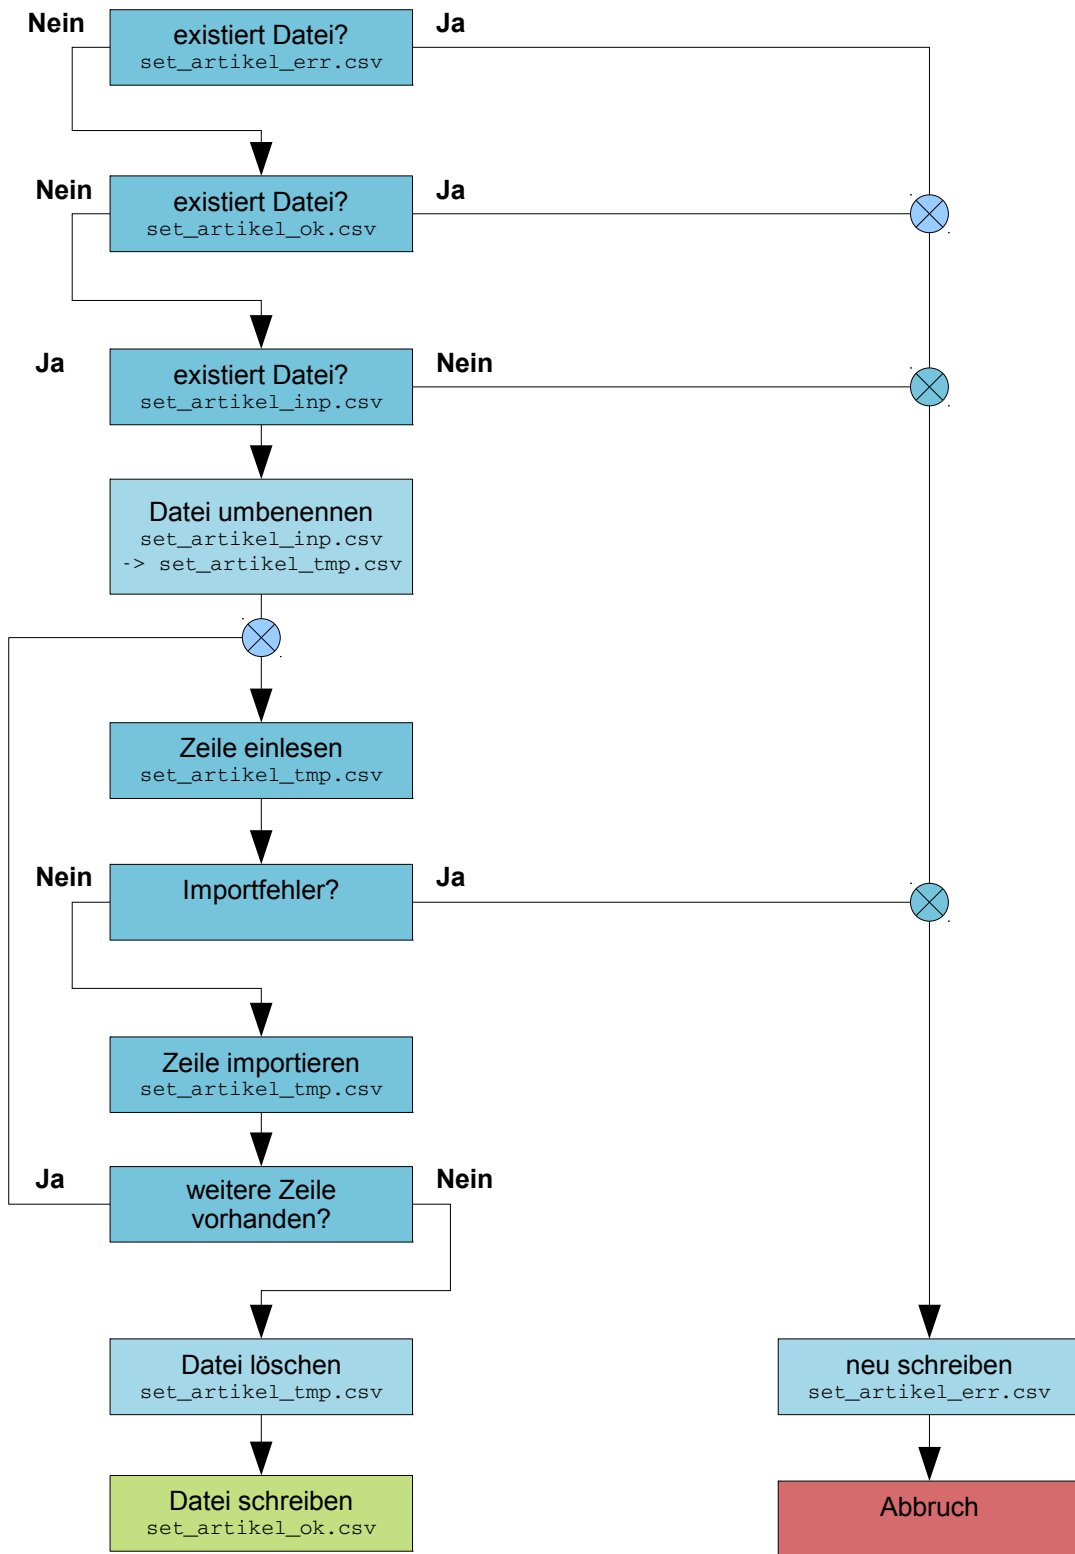 Nein
existiert Datei?
set_artikel_err.csv
Ja
Nein
existiert Datei?
set_artikel_ok.csv
Ja
Ja
existiert Datei?
set_artikel_inp.csv
Nein
Datei umbenennen
set_artikel_inp.csv
-> set_artikel_tmp.csv
Zeile einlesen
set_artikel_tmp.csv
Nein
Importfehler?
Ja
Zeile importieren
set_artikel_tmp.csv
Ja
weitere Zeile
vorhanden?
Nein
Datei löschen
set_artikel_tmp.csv
neu schreiben
set_artikel_err.csv
Datei schreiben
set_artikel_ok.csv
Abbruch